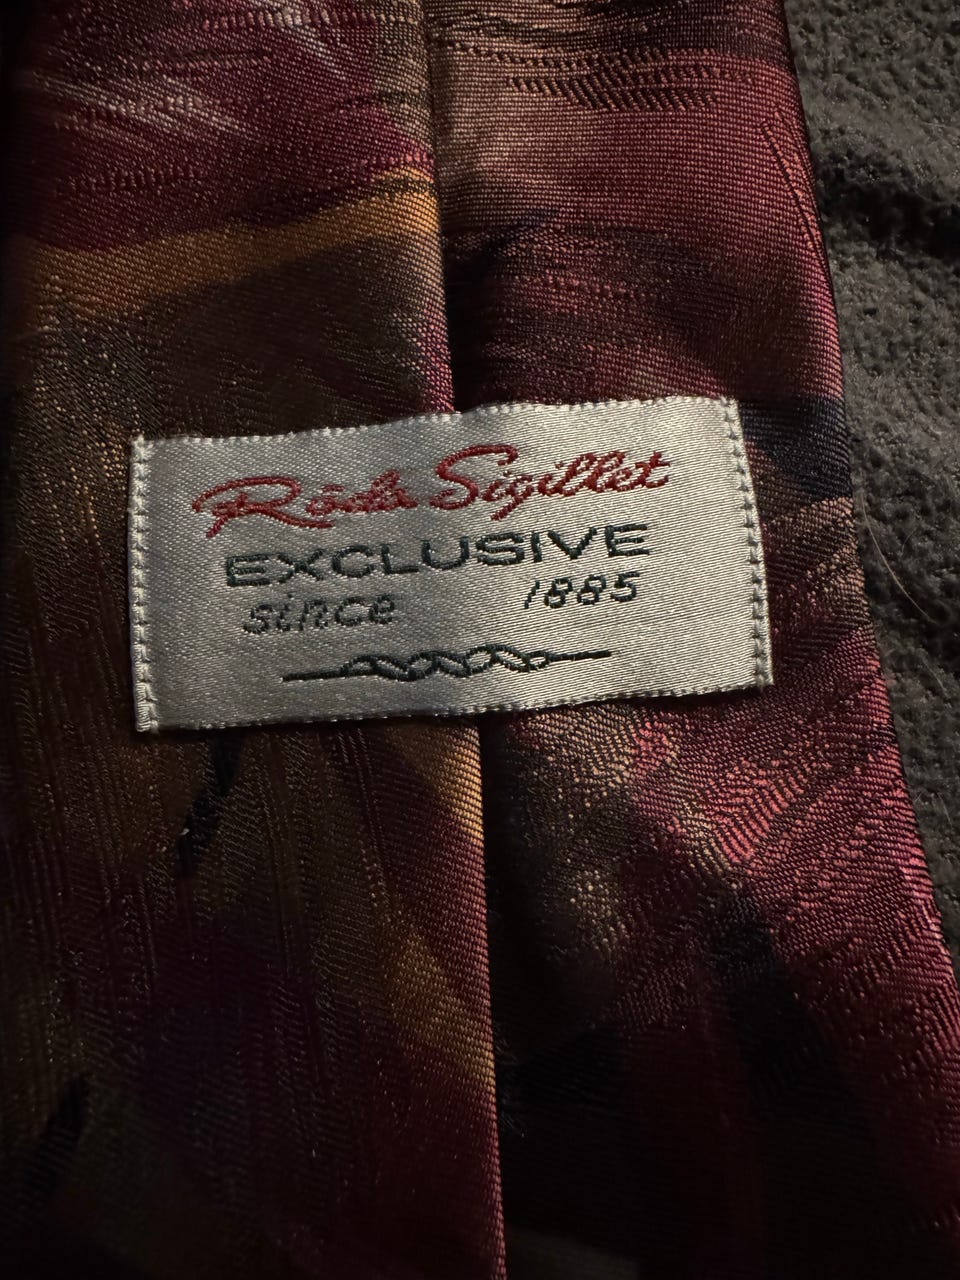 Röda Sigillet
EXCLUSIVE
since 1885